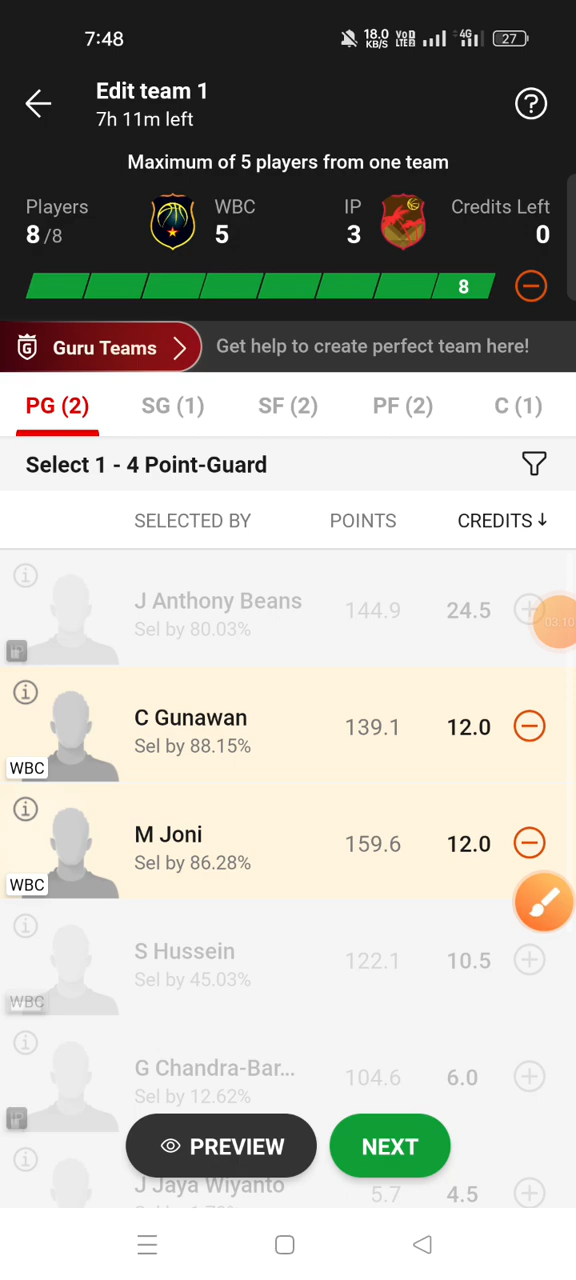 7:48
18.0
KB/S
VoD
LTE
4G
27
Edit team 1
7h 11m left
?
Maximum of 5 players from one team
Players
WBC
IP
Credits Left
8/8
5
3
0
8
G
Guru Teams
Get help to create perfect team here!
PG (2)
SG (1)
SF (2)
PF (2)
C (1)
Select 1 - 4 Point-Guard
SELECTED BY
POINTS
CREDITS↓
J Anthony Beans
144.9
24.5
03:10
Sel by 80.03%
IP
C Gunawan
139.1
12.0
Sel by 88.15%
WBC
M Joni
159.6
12.0
Sel by 86.28%
WBC
S Hussein
122.1
10.5
Sel by 45.03%
WBC
G Chandra-Bar...
104.6
6.0
Sel by 12.62%
IP
PREVIEW
NEXT
J Jaya Wiyanto
5.7
4.5